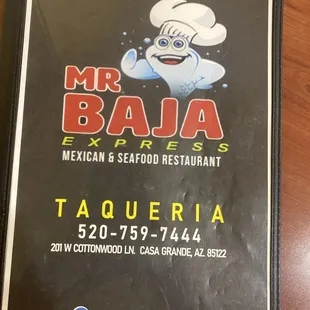 MR
BAJA
EXPRESS
MEXICAN & SEAFOOD RESTAURANT
TAQUERIA
520-759-7444
201 W COTTONWOOD LN. CASA GRANDE, AZ. 85122